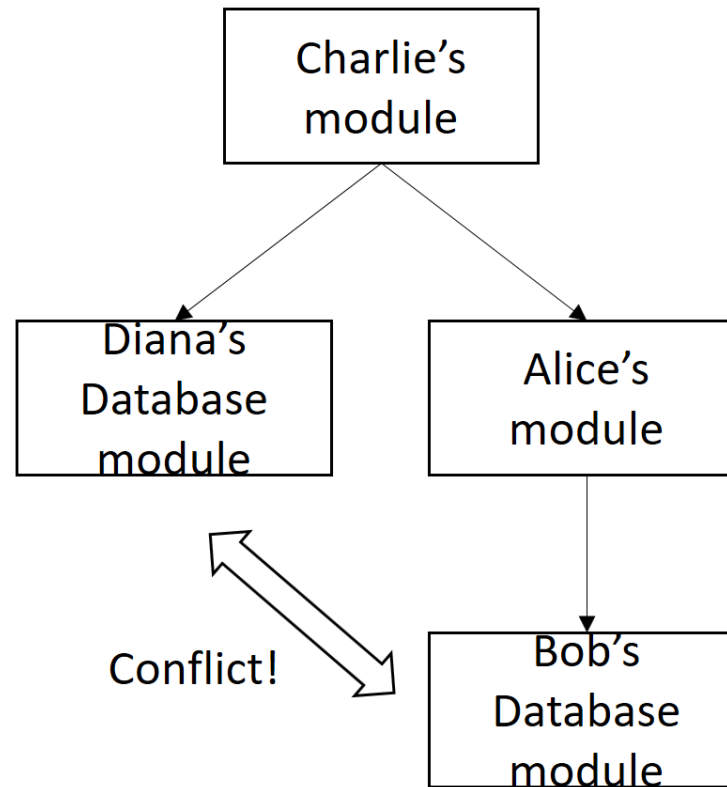 Charlie’s
module
Diana’s
Database
module
Alice’s
module
Conflict!
Bob’s
Database
module